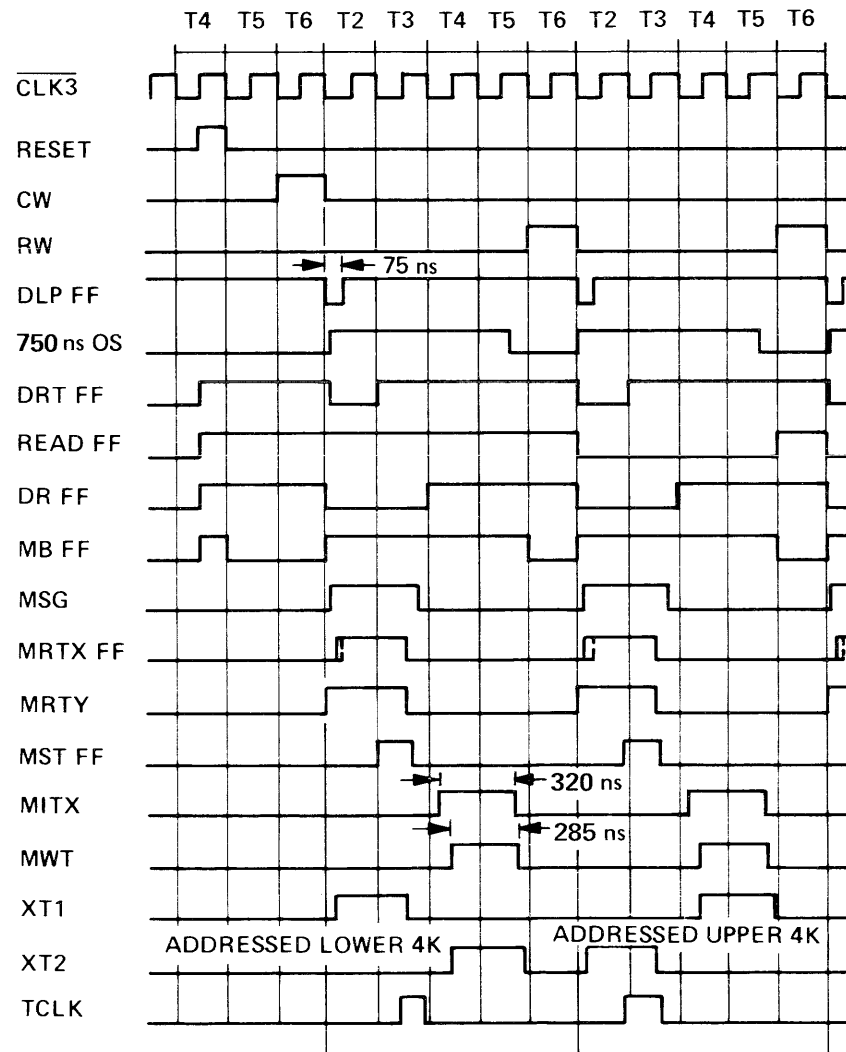 T4 T5 T6 T2 T3 T4 T5 T2 T3 T4 T5 T6
CLK3
RESET
CW
RW
75 ns
DLP FF
750 ns OS
DRT FF
READ FF
DR FF
MB FF
MSG
MRTX FF
MRTY
MST FF
320 ns
MITX
285 ns
MWT
XT1
ADDRESSED LOWER 4K ADDRESSED UPPER 4K
XT2
TCLK